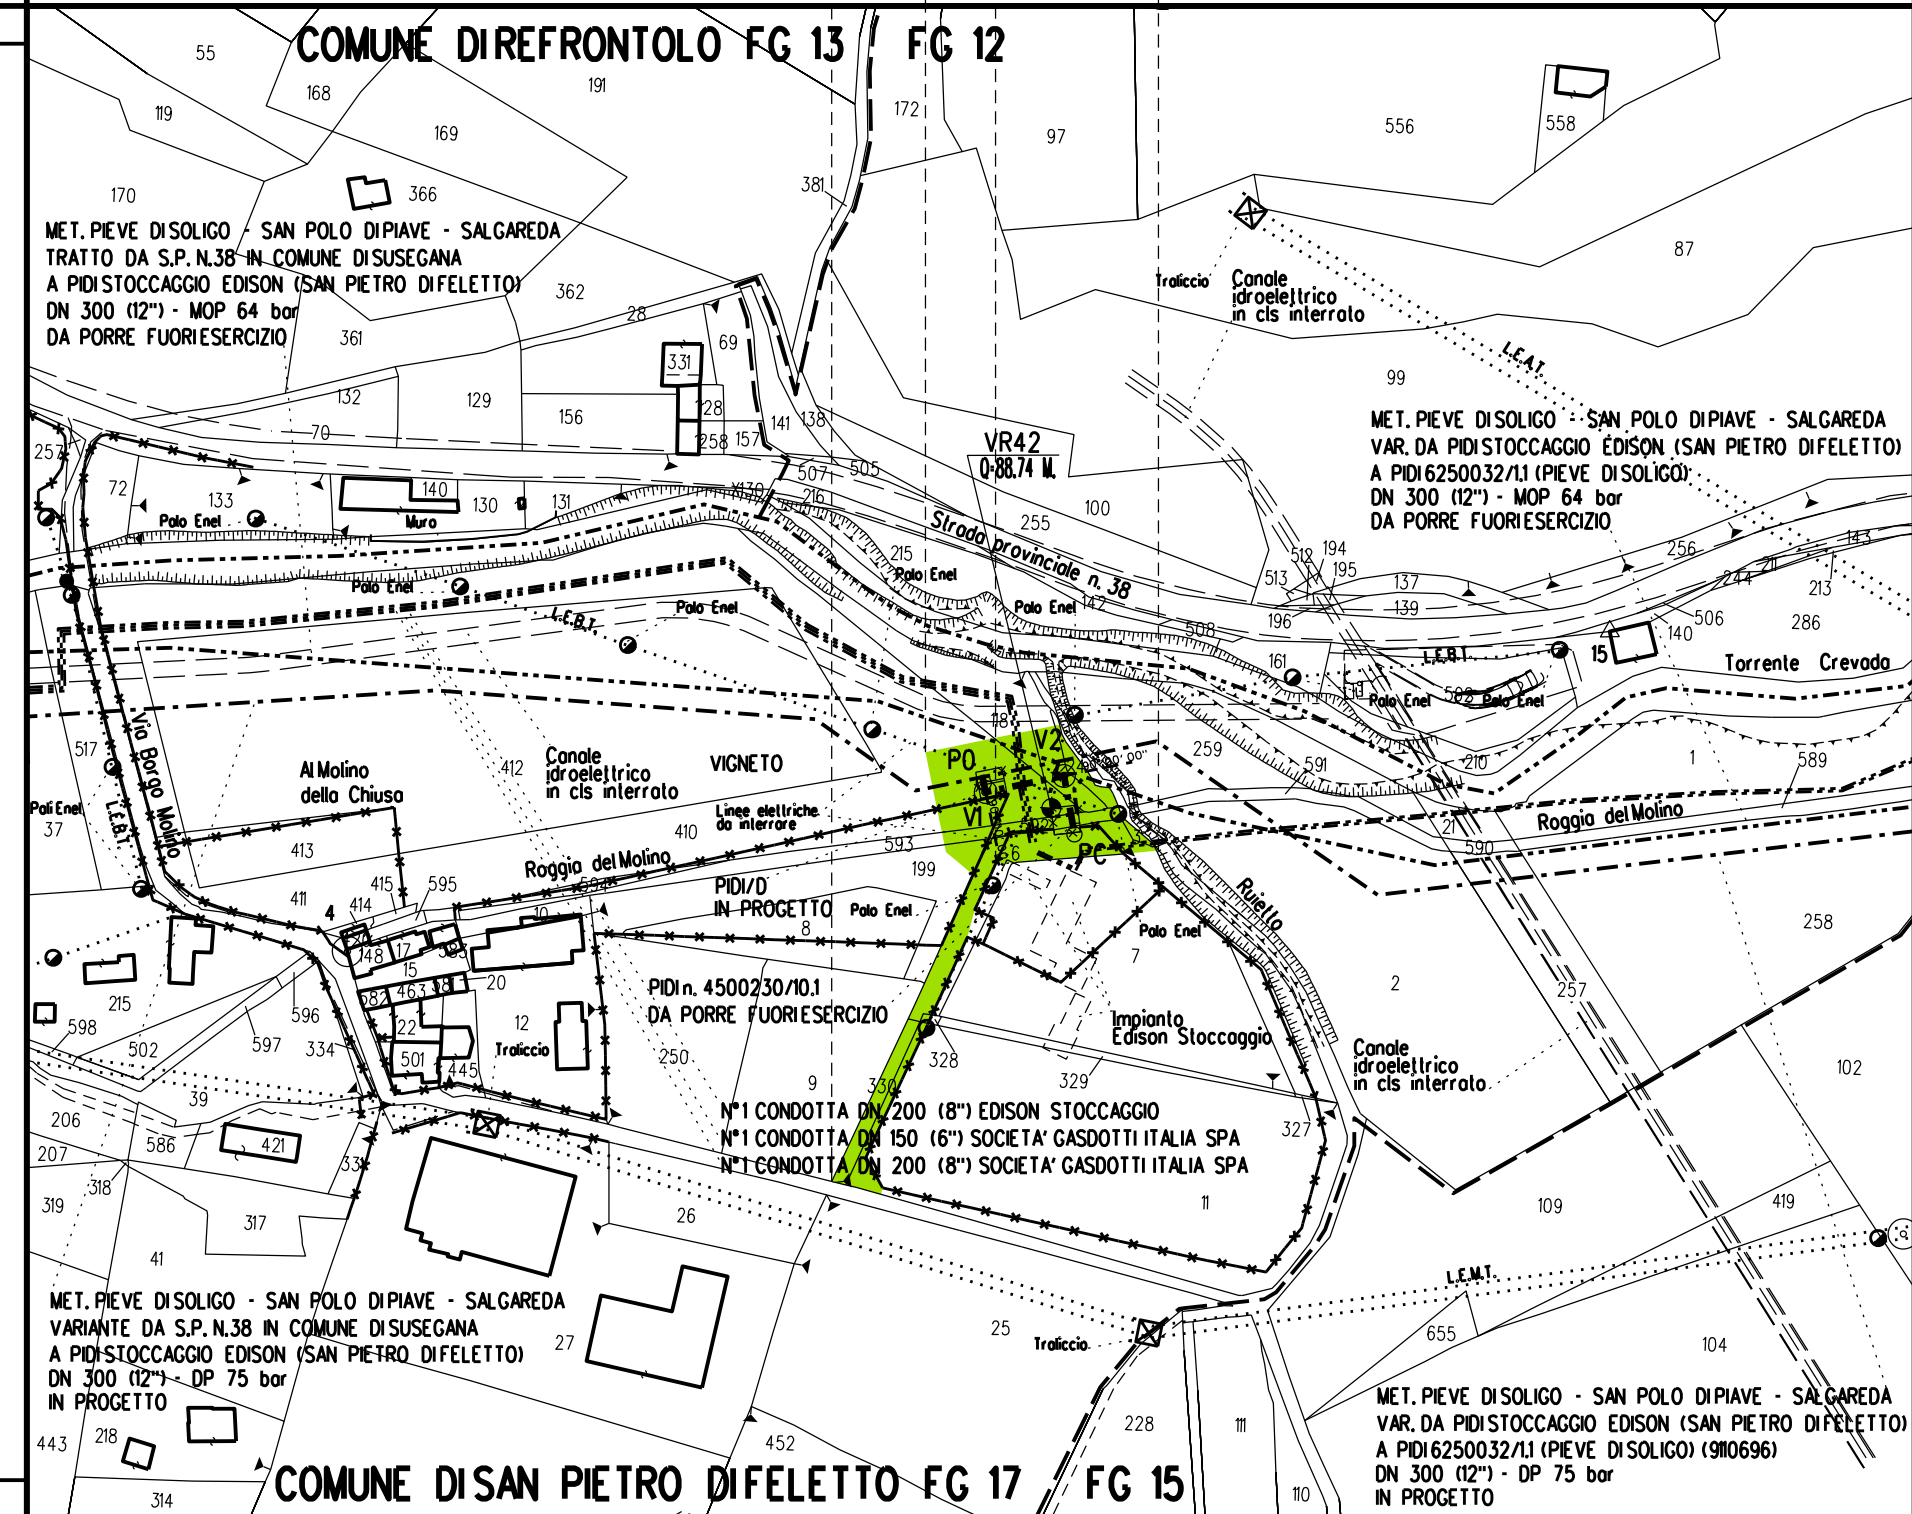 COMUNE DI REFRONTOLO FG 13 FG 12
55
168
191
119
169
172
97
556
558
381
170
366
87
MET. PIEVE DI SOLIGO - SAN POLO DI PIAVE - SALGAREDA
TRATTO DA S.P. N.38 IN COMUNE DI SUSEGANA
A PIDI STOCCAGGIO EDISON (SAN PIETRO DI FELETTO)
DN 300 (12") - MOP 64 bar
DA PORRE FUORI ESERCIZIO
362
28
361
69
331
Traliccio
Canale
idroelettrico
in cls interrato
L.E.A.T.
99
132
129
156
128
258
157
141
138
70
257
MET. PIEVE DI SOLIGO - SAN POLO DI PIAVE - SALGAREDA
VAR. DA PIDI STOCCAGGIO EDISON (SAN PIETRO DI FELETTO)
A PIDI 6250032/1.1 (PIEVE DI SOLIGO)
DN 300 (12") - MOP 64 bar
DA PORRE FUORI ESERCIZIO
VR42
Q=88.74 M.
507
505
216
72
133
140
130
131
Palo Enel
Muro
255
100
Strada provinciale n. 38
215
Palo Enel
512
194
195
513
137
139
196
256
143
211
244
213
506
286
140
15
Palo Enel
L.E.B.T.
Palo Enel
Palo Enel
142
508
161
L.E.B.T.
Palo Enel
502
Palo Enel
Torrente Crevada
517
Via Borgo Molino
Al Molino
della Chiusa
412
Canale
idroelettrico
in cls interrato
VIGNETO
Linee elettriche
da interrare
118
V2
PO
V1
PC
259
591
210
1
589
Pali Enel
37
L.E.B.T.
413
410
Roggia del Molino
593
199
21
590
Roggia del Molino
411
415
414
595
594
4
10
PIDI/D
IN PROGETTO
8
Palo Enel
Ruietto
Palo Enel
7
258
148
17
15
583
463
20
22
501
445
12
Traliccio
215
598
502
597
596
334
PIDI n. 4500230/10.1
DA PORRE FUORI ESERCIZIO
250
9
330
328
329
Impianto
Edison Stoccaggio
2
257
Canale
idroelettrico
in cls interrato
102
39
206
207
586
421
318
319
317
41
N°1 CONDOTTA DN 200 (8") EDISON STOCCAGGIO
N°1 CONDOTTA DN 150 (6") SOCIETA' GASDOTTI ITALIA SPA
N°1 CONDOTTA DN 200 (8") SOCIETA' GASDOTTI ITALIA SPA
327
11
109
419
26
MET. PIEVE DI SOLIGO - SAN POLO DI PIAVE - SALGAREDA
VARIANTE DA S.P. N.38 IN COMUNE DI SUSEGANA
A PIDI STOCCAGGIO EDISON (SAN PIETRO DI FELETTO)
DN 300 (12") - DP 75 bar
IN PROGETTO
27
25
Traliccio
L.E.M.T.
655
104
MET. PIEVE DI SOLIGO - SAN POLO DI PIAVE - SALGAREDA
VAR. DA PIDI STOCCAGGIO EDISON (SAN PIETRO DI FELETTO)
A PIDI 6250032/1.1 (PIEVE DI SOLIGO) (9110696)
DN 300 (12") - DP 75 bar
IN PROGETTO
443
218
314
452
228
111
110
COMUNE DI SAN PIETRO DI FELETTO FG 17 FG 15